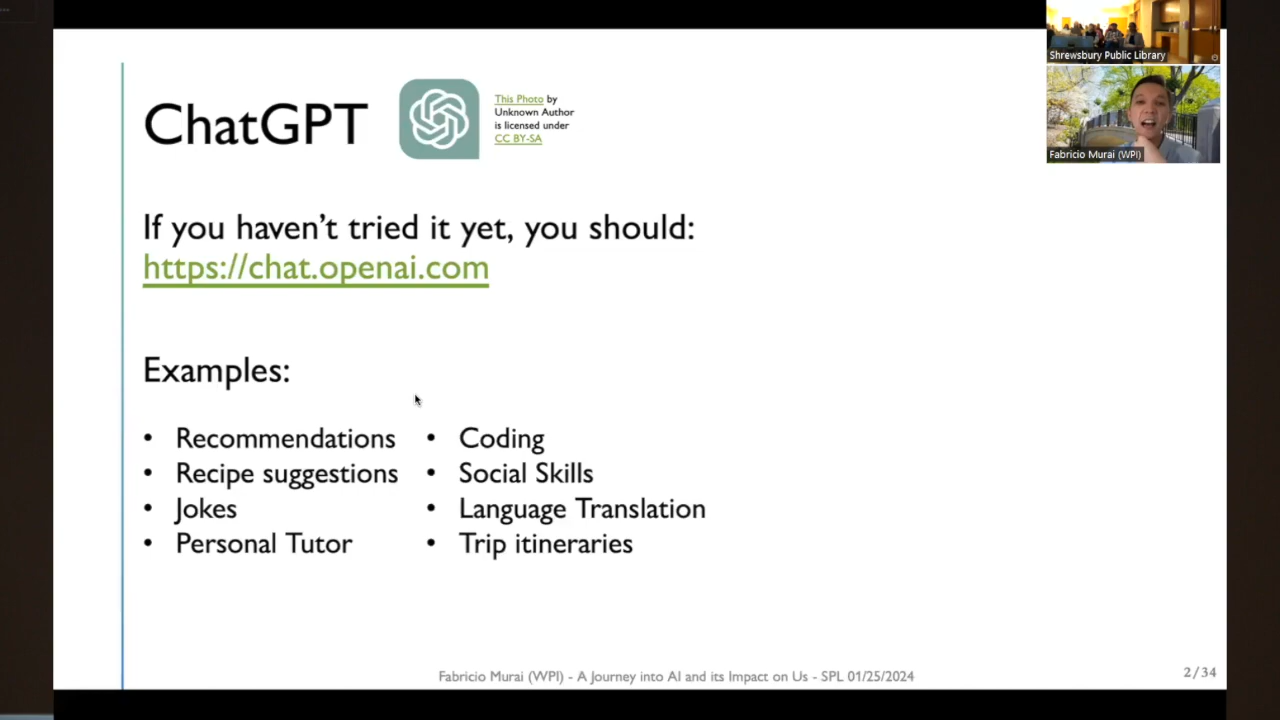 Shrewsbury Public Library
Fabricio Murai (WPI)
ChatGPT
This Photo by
Unknown Author
is licensed under
CC BY-SA
If you haven't tried it yet, you should:
https://chat.openai.com
Examples:
• Recommendations
• Recipe suggestions
• Jokes
• Personal Tutor
• Coding
• Social Skills
• Language Translation
• Trip itineraries
Fabricio Murai (WPI) - A Journey into AI and its Impact on Us - SPL 01/25/2024
2/34